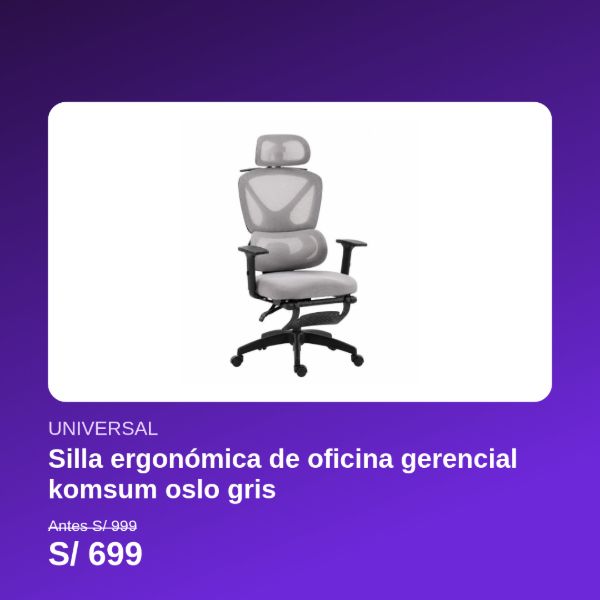 UNIVERSAL
Silla ergonómica de oficina gerencial
komsum oslo gris
Antes S/ 999
S/ 699